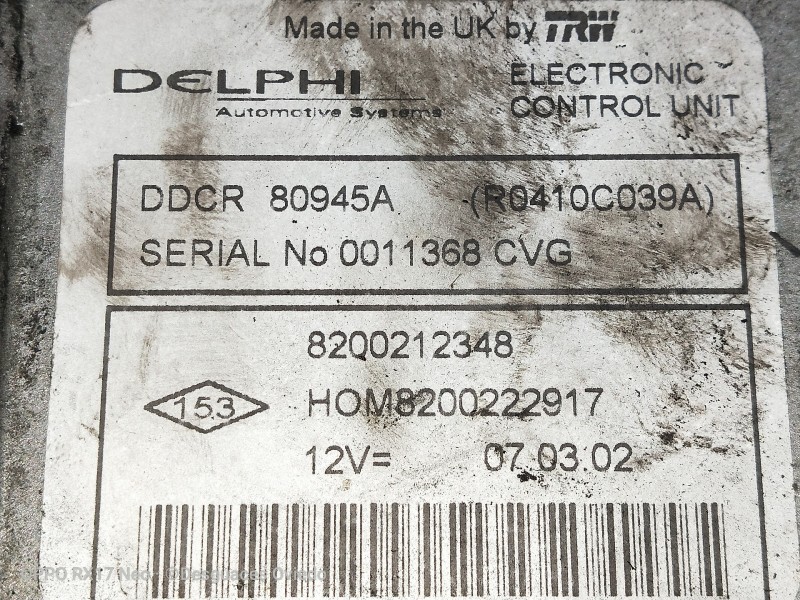 Made in the UK by TRW
DELPHI
Automotive Systems
ELECTRONIC
CONTROL UNIT
DDCR 80945A (R0410C039A)
SERIAL No 0011368 CVG
8200212348
153
HOM8200222917
12V= 07.03.02